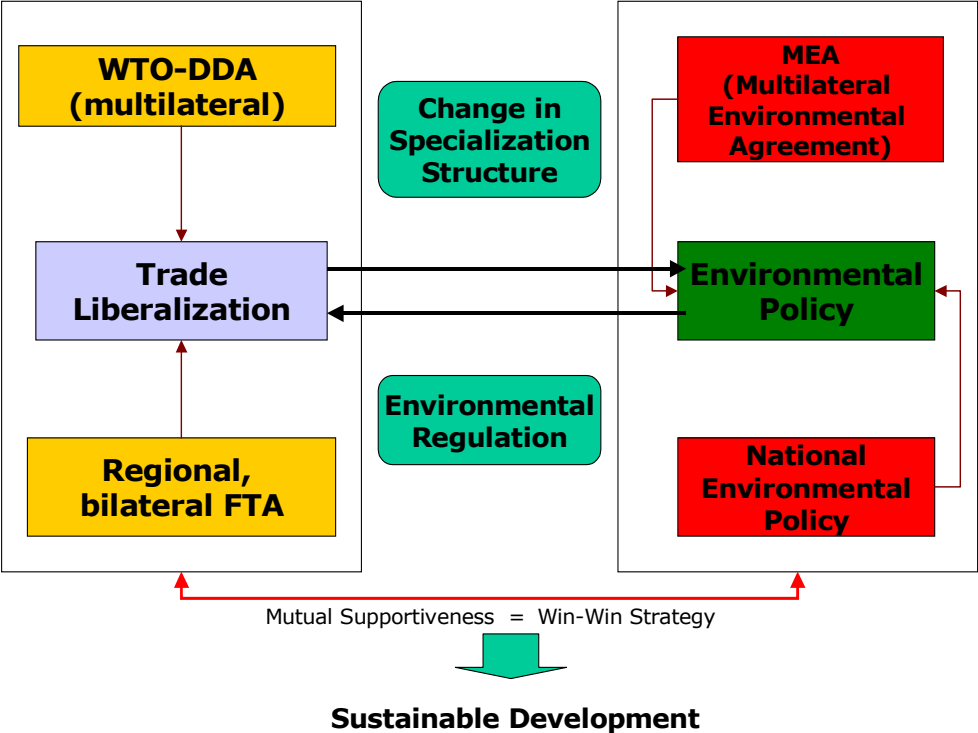 WTO-DDA
(multilateral)
Trade
Liberalization
Regional,
bilateral FTA
Change in
Specialization
Structure
Environmental
Regulation
MEA
(Multilateral
Environmental
Agreement)
Environmental
Policy
National
Environmental
Policy
Mutual Supportiveness = Win-Win Strategy
Sustainable Development